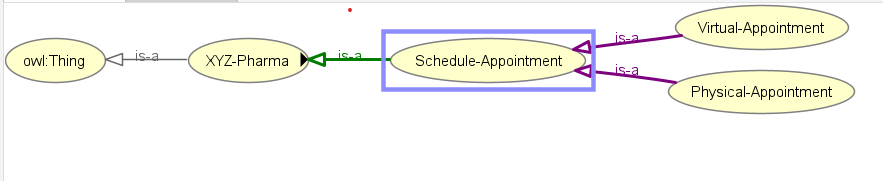 Virtual-Appointment
is-a
owl:Thing
is-a
XYZ-Pharma
is-a
Schedule-Appointment
is-a
Physical-Appointment